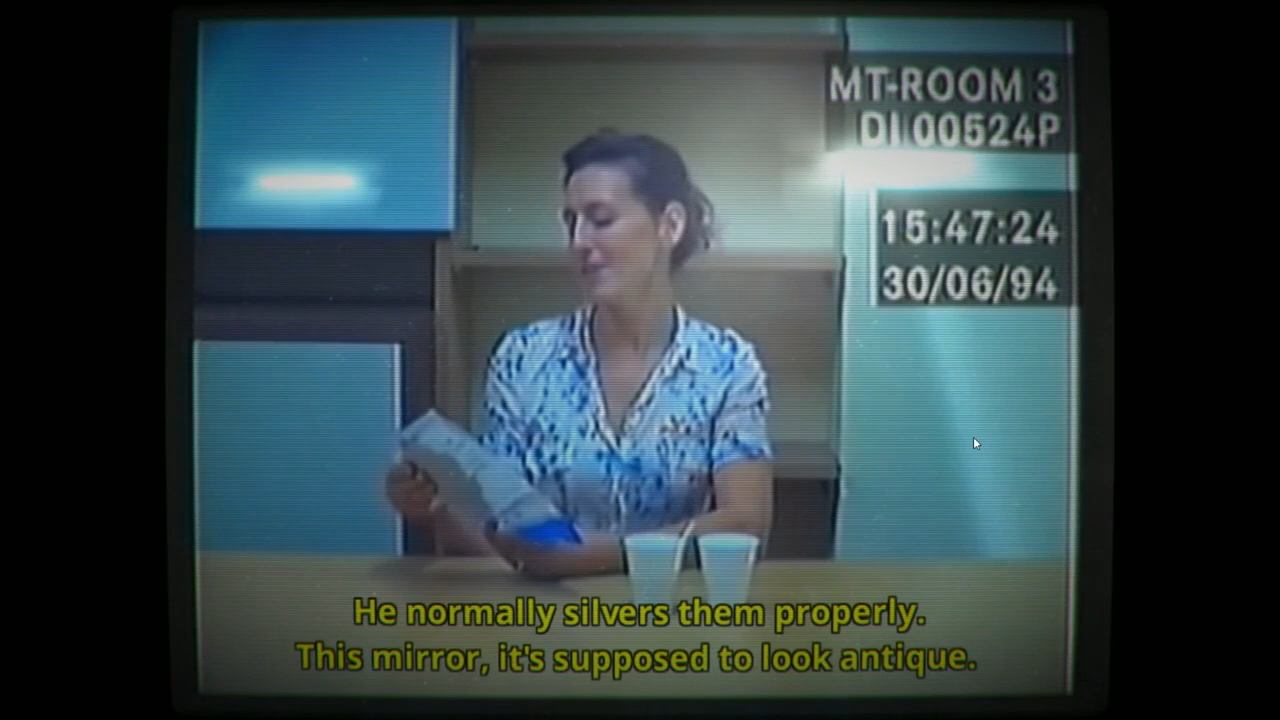 MT-ROOM 3
DI 00524P
15:47:24
30/06/94
He normally silvers them properly.
This mirror, it's supposed to look antique.